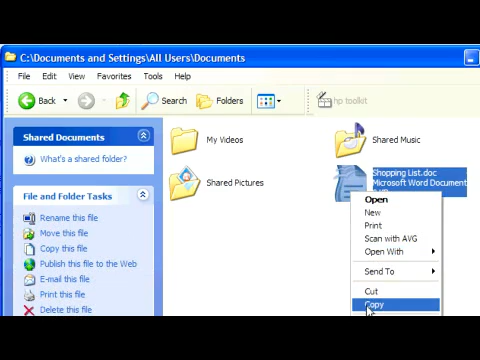 C:\Documents and Settings\All Users\Documents
File Edit View Favorites Tools Help
Back Search Folders hp toolkit
Shared Documents
What's a shared folder?
File and Folder Tasks
Rename this file
Move this file
Copy this file
Publish this file to the Web
E-mail this file
Print this file
Delete this file
My Videos
Shared Music
Shared Pictures
Shopping List.doc
Microsoft Word Document
Open
New
Print
Scan with AVG
Open With
Send To
Cut
Copy